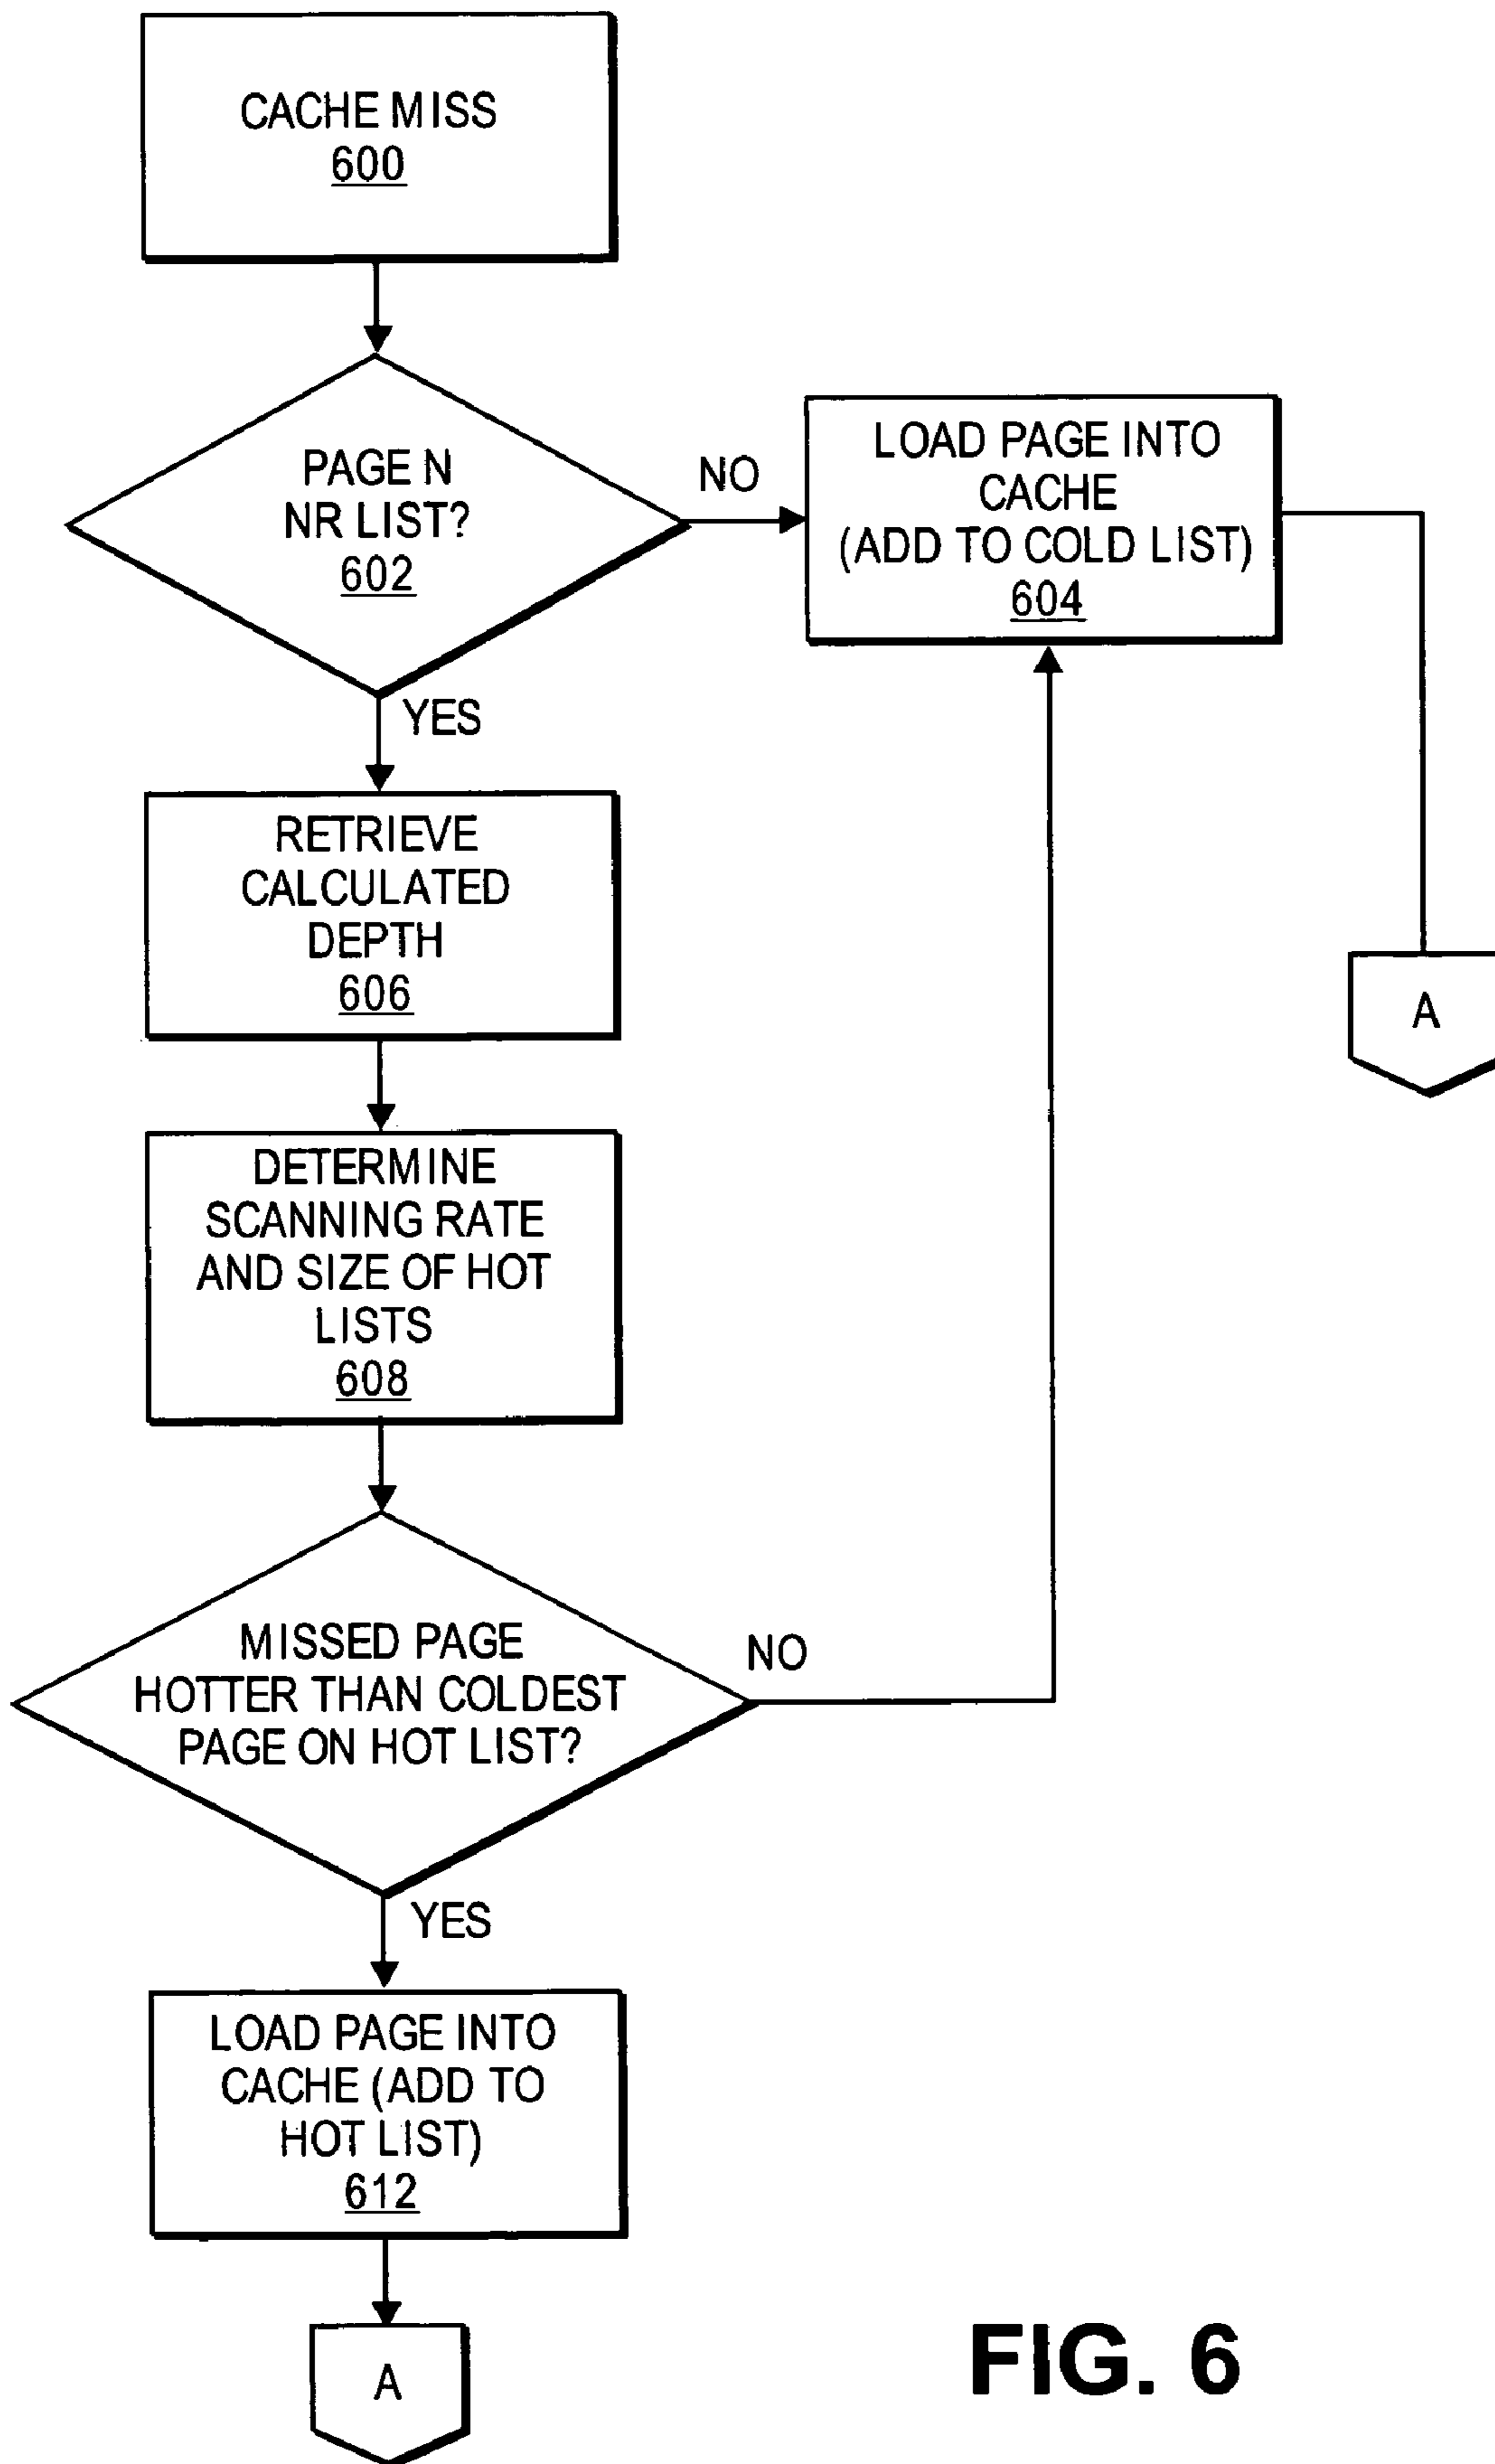 CACHE MISS
600
PAGE N
NR LIST?
602
NO
LOAD PAGE INTO
CACHE
(ADD TO COLD LIST)
604
YES
RETRIEVE
CALCULATED
DEPTH
606
A
DETERMINE
SCANNING RATE
AND SIZE OF HOT
LISTS
608
MISSED PAGE
HOTTER THAN COLDEST
PAGE ON HOT LIST?
NO
YES
LOAD PAGE INTO
CACHE (ADD TO
HOT LIST)
612
A
FIG. 6